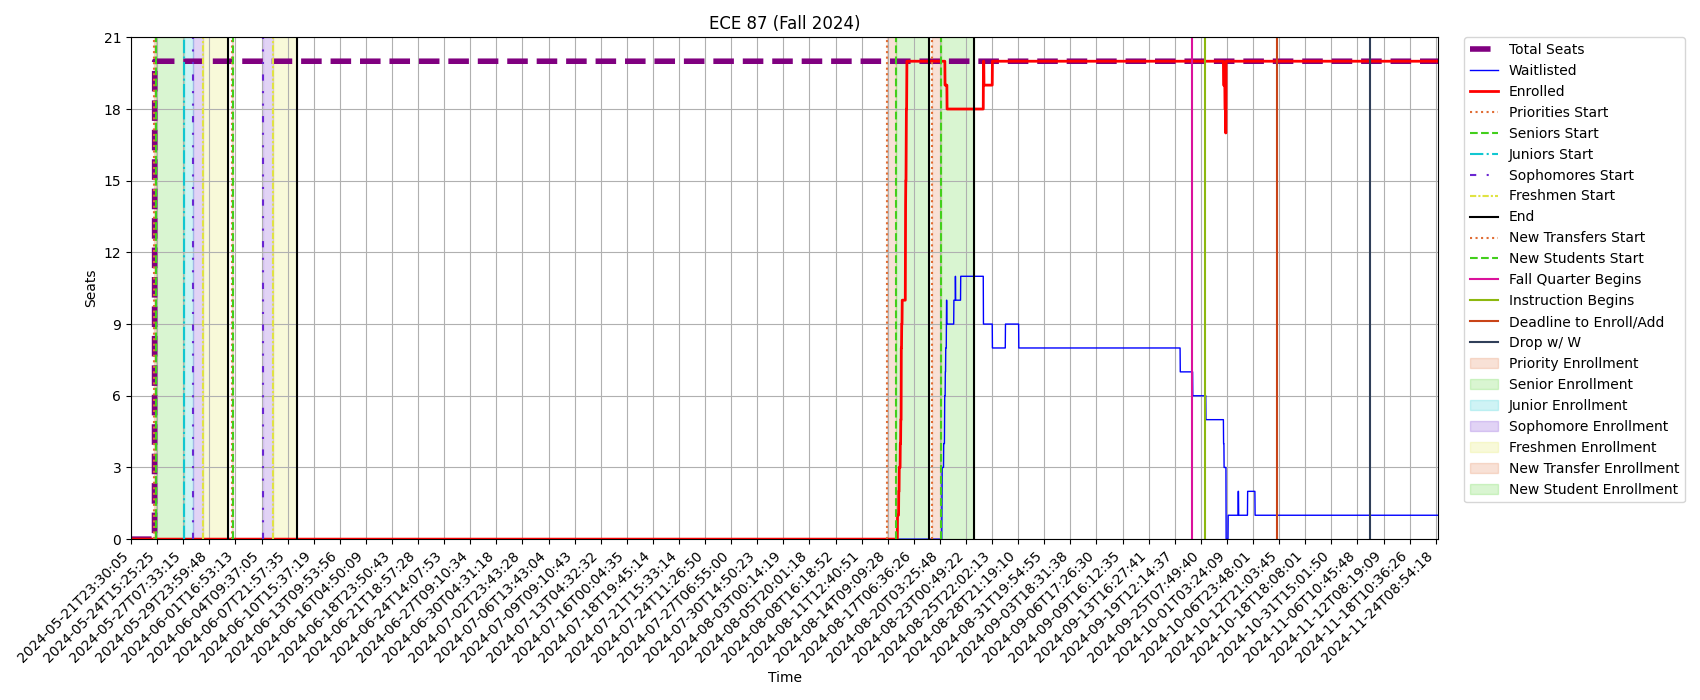 ECE 87 (Fall 2024)
21
18
15
12
9
6
3
0
Seats
2024-05-21T23:30:05
2024-05-24T15:25:25
2024-05-27T07:33:15
2024-05-29T23:59:48
2024-06-01T16:53:13
2024-06-04T09:37:05
2024-06-07T21:57:35
2024-06-10T15:37:19
2024-06-13T09:53:56
2024-06-16T04:50:09
2024-06-18T23:50:43
2024-06-21T18:57:28
2024-06-24T14:07:53
2024-06-27T09:10:34
2024-06-30T04:31:18
2024-07-02T23:43:28
2024-07-06T13:43:04
2024-07-09T09:10:43
2024-07-13T04:32:32
2024-07-16T00:04:35
2024-07-18T19:45:14
2024-07-21T15:33:14
2024-07-24T11:26:50
2024-07-27T06:55:00
2024-07-30T14:50:23
2024-08-03T00:14:19
2024-08-05T20:01:18
2024-08-08T16:18:52
2024-08-11T12:40:51
2024-08-14T09:09:28
2024-08-17T06:36:26
2024-08-20T03:25:48
2024-08-23T00:49:22
2024-08-25T22:02:13
2024-08-28T21:19:10
2024-08-31T19:54:55
2024-09-03T18:31:38
2024-09-06T17:26:30
2024-09-09T16:12:35
2024-09-13T16:27:41
2024-09-19T12:14:37
2024-09-25T07:49:40
2024-10-01T03:24:09
2024-10-06T23:48:01
2024-10-12T21:03:45
2024-10-18T18:08:01
2024-10-31T15:01:50
2024-11-06T10:45:48
2024-11-12T08:19:09
2024-11-18T10:36:26
2024-11-24T08:54:18
Time
Total Seats
Waitlisted
Enrolled
Priorities Start
Seniors Start
Juniors Start
Sophomores Start
Freshmen Start
End
New Transfers Start
New Students Start
Fall Quarter Begins
Instruction Begins
Deadline to Enroll/Add
Drop w/ W
Priority Enrollment
Senior Enrollment
Junior Enrollment
Sophomore Enrollment
Freshmen Enrollment
New Transfer Enrollment
New Student Enrollment